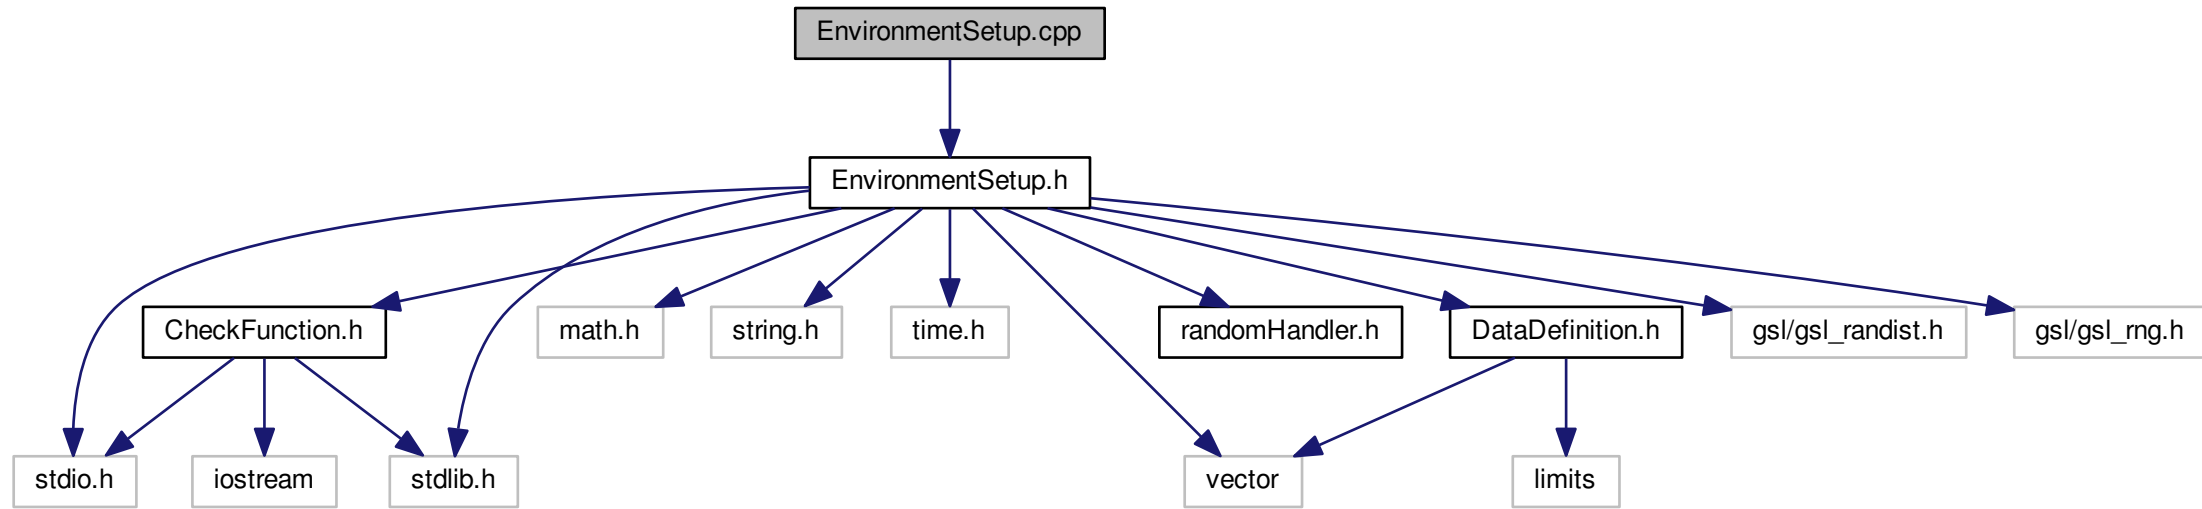 EnvironmentSetup.cpp
EnvironmentSetup.h
CheckFunction.h
math.h
string.h
time.h
randomHandler.h
DataDefinition.h
gsl/gsl_randist.h
gsl/gsl_rng.h
stdio.h
iostream
stdlib.h
vector
limits